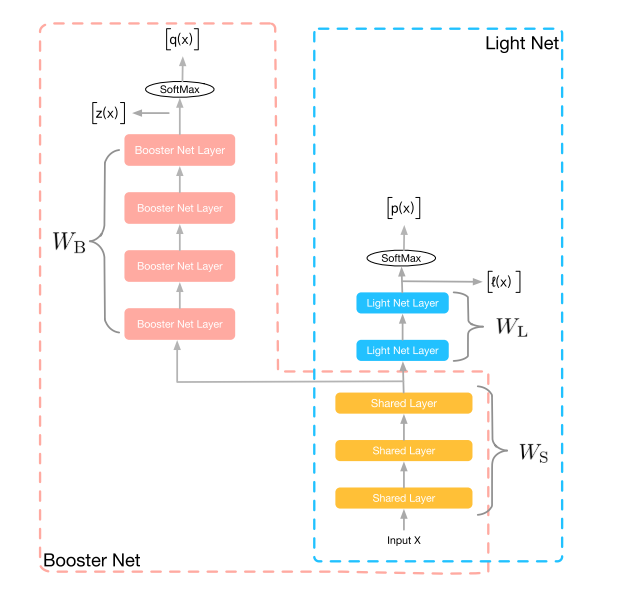 [q(x)]
SoftMax
[z(x)]
Booster Net Layer
Booster Net Layer
Booster Net Layer
Booster Net Layer
W_B
Booster Net
Light Net
[p(x)]
SoftMax
[ℓ(x) ]
Light Net Layer
Light Net Layer
W_L
Shared Layer
Shared Layer
Shared Layer
W_S
Input X